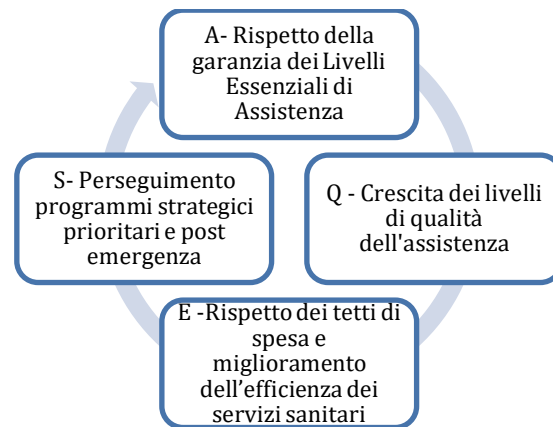 A- Rispetto della
garanzia dei Livelli
Essenziali di
Assistenza
S- Perseguimento
programmi strategici
prioritari e post
emergenza
Q - Crescita dei livelli
di qualità
dell'assistenza
E -Rispetto dei tetti di
spesa e
miglioramento
dell’efficienza dei
servizi sanitari